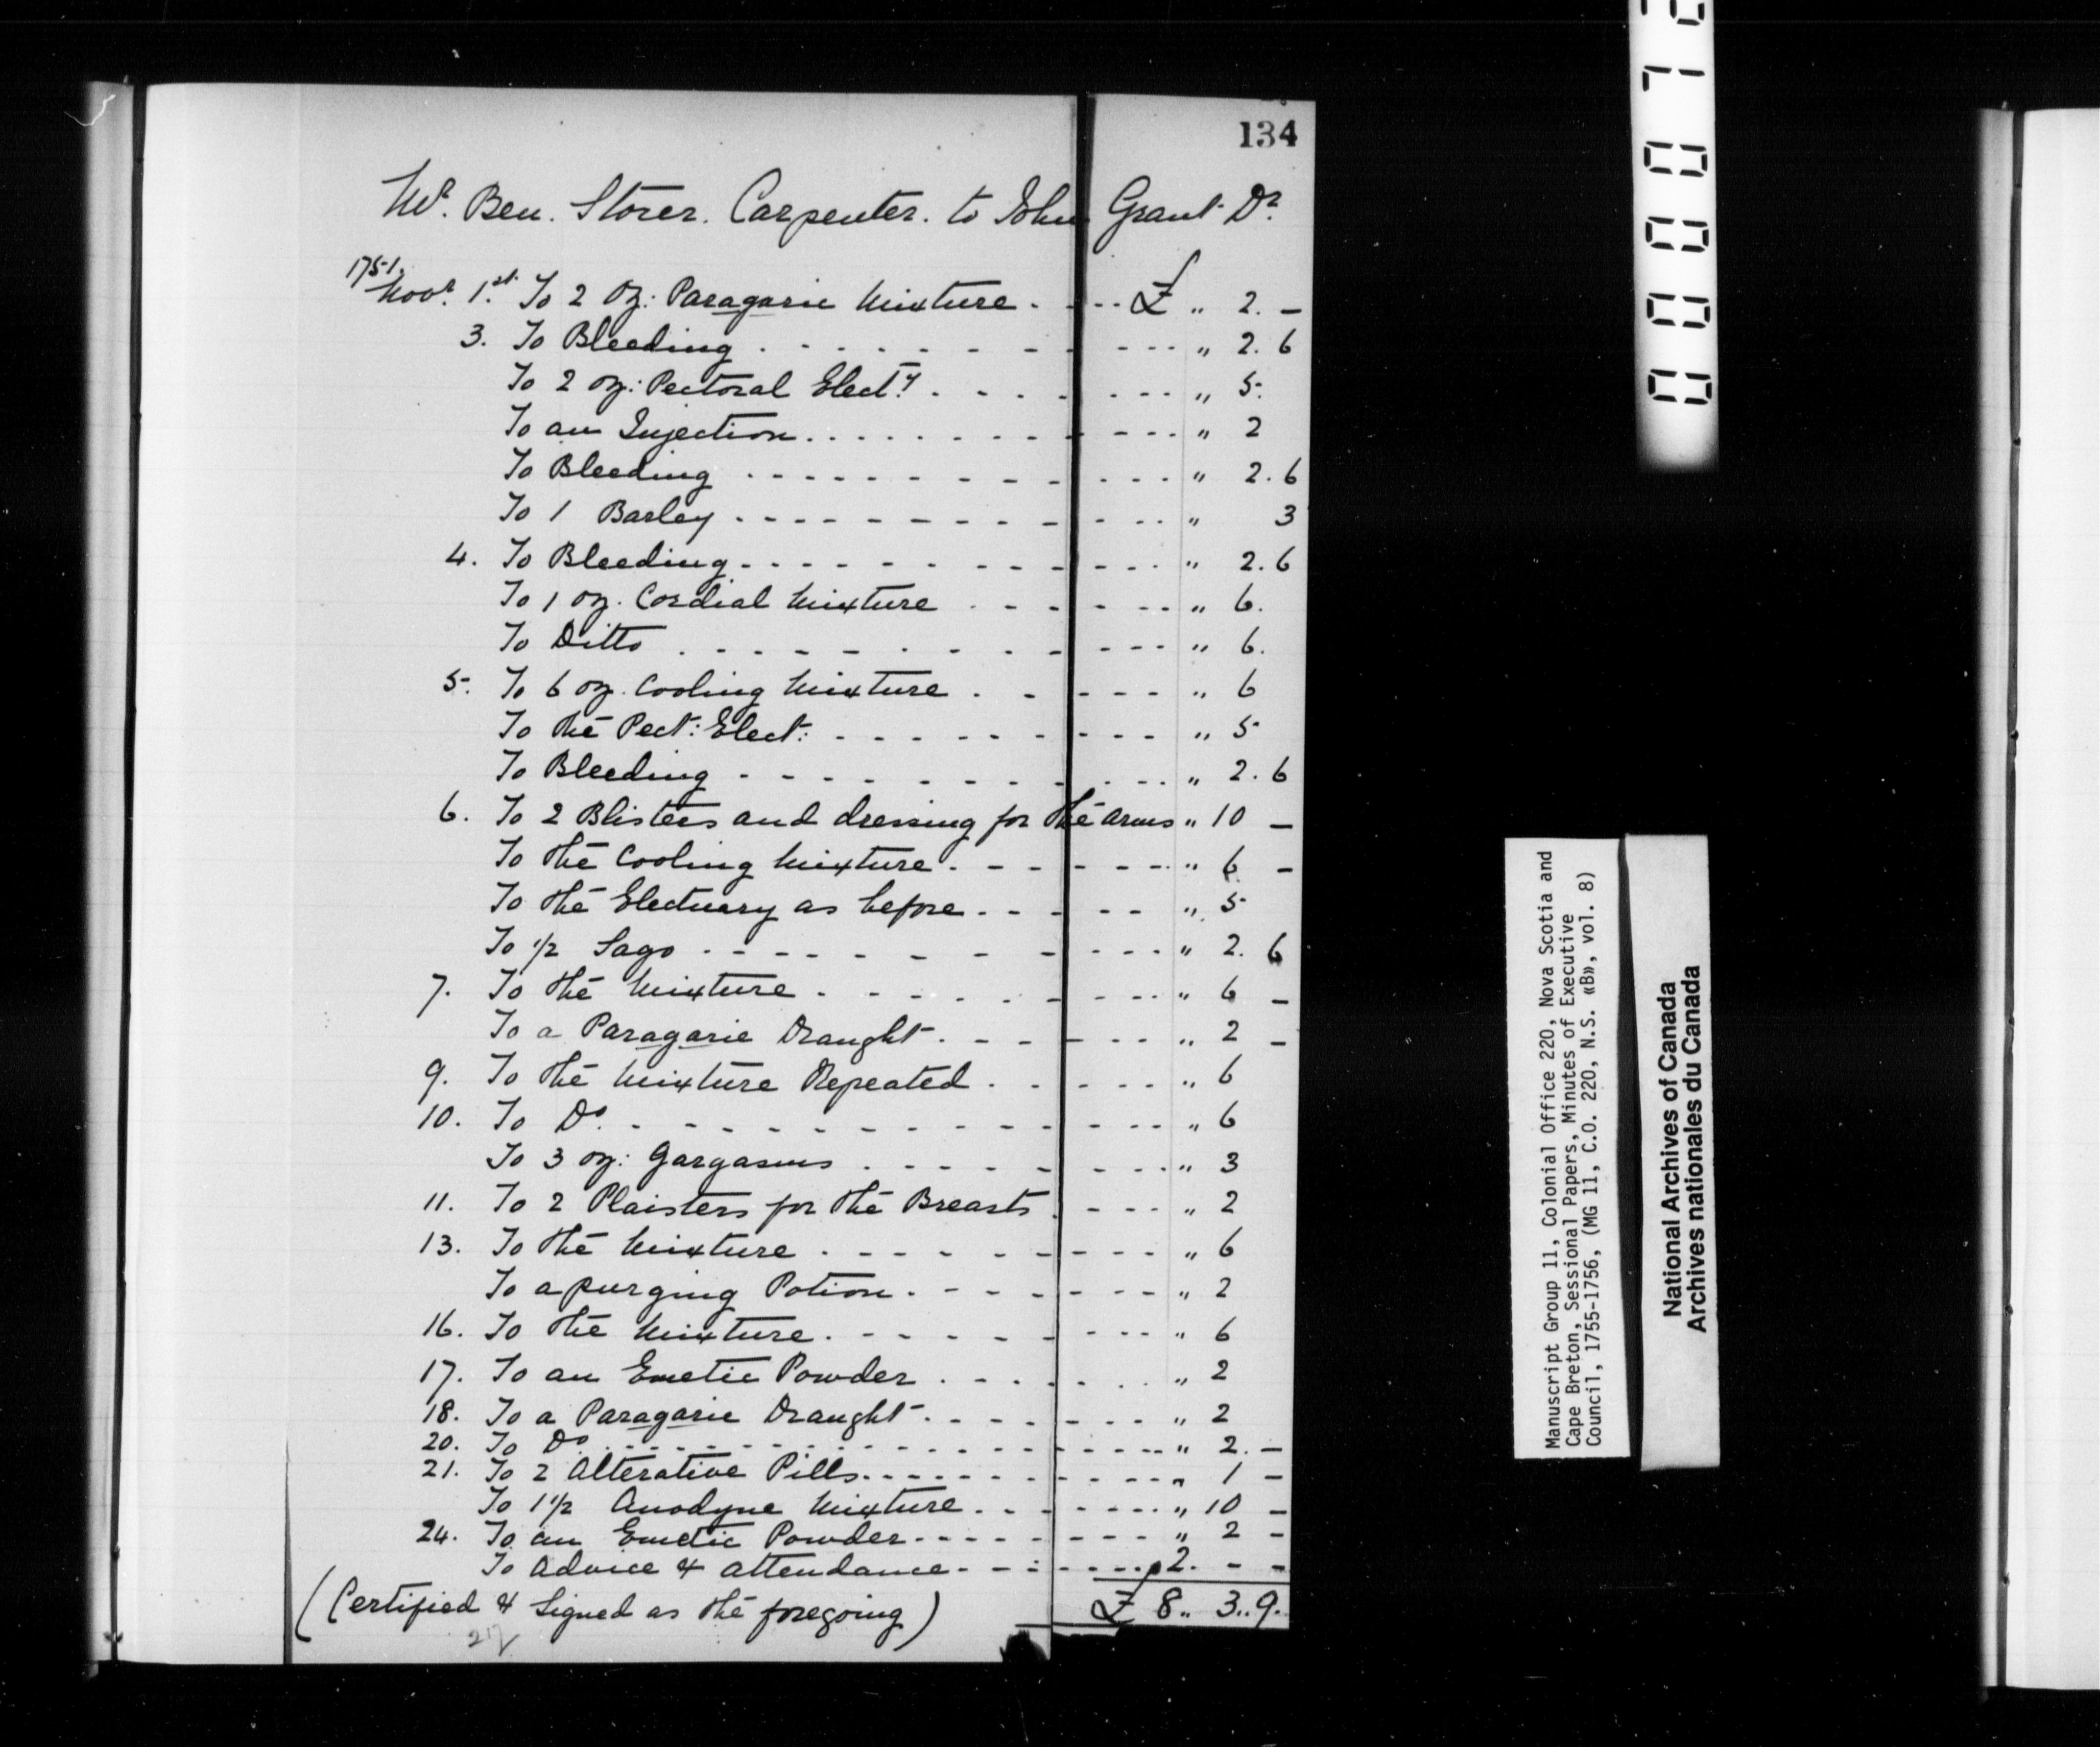 134
Mr. Ben. Storer. Carpenter. to John Grant Dr.
1751.
Novr. 1.st To 2 oz: Paragaric Mixture. - - - £ „ 2. –
3. To Bleeding . - - - „ 2. 6
To 2 oz: Pectoral Electy. - - - „ 5.
To an Injection. - - - „ 2
To Bleeding - - - „ 2. 6
To 1 Barley - - - „ 3
4. To Bleeding - - - „ 2. 6
To 1 oz. Cordial Mixture - - - „ 6.
To Ditto - - - „ 6.
5. To 6 oz. Cooling Mixture - - - „ 6
To the Pect: Elect: - - - „ 5
To Bleeding - - - „ 2. 6
6. To 2 Blisters and dressing for the arms „ 10 –
To the Cooling Mixture - - - „ 6 –
To the Electuary as before - - - „ 5
To 1/2 Sago - - - „ 2. 6
7. To the Mixture - - - „ 6 –
To a Paragaric Draught - - - „ 2 –
9. To the Mixture Repeated - - - „ 6
10. To Do. - - - „ 6
To 3 oz: Gargasms - - - „ 3
11. To 2 Plaisters for the Breasts - - - „ 2
13. To the Mixture - - - „ 6
To a purging Potion - - - „ 2
16. To the Mixture - - - „ 6
17. To an Emetic Powder - - - „ 2
18. To a Paragaric Draught - - - „ 2
20. To Do. - - - „ 2. –
21. To 2 Alterative Pills - - - „ 1 –
To 1 1/2 Anodyne Mixture - - - „ 10 –
24. To an Emetic Powder - - - „ 2 –
To Advice & attendance - - - 2. – –
(Certified & Signed as the foregoing) £ 8 „ 3 „ 9.
Manuscript Group 11, Colonial Office 220, Nova Scotia and
Cape Breton, Sessional Papers, Minutes of Executive
Council, 1755-1756, (MG 11, C.O. 220, N.S. «B», vol. 8)
National Archives of Canada
Archives nationales du Canada